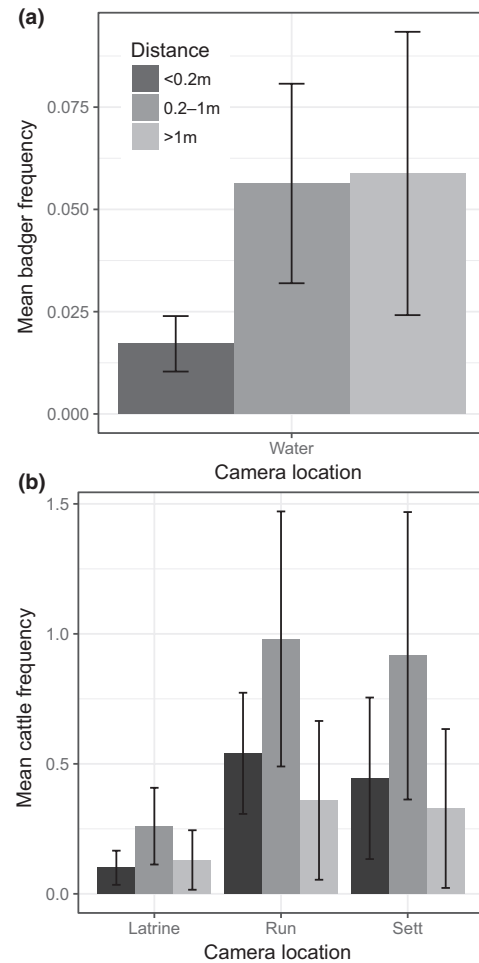 (a)
Distance
<0.2m
0.2–1m
>1m
0.075
0.050
0.025
0.000
Mean badger frequency
Water
Camera location
(b)
1.5
1.0
0.5
0.0
Mean cattle frequency
Latrine Run Sett
Camera location